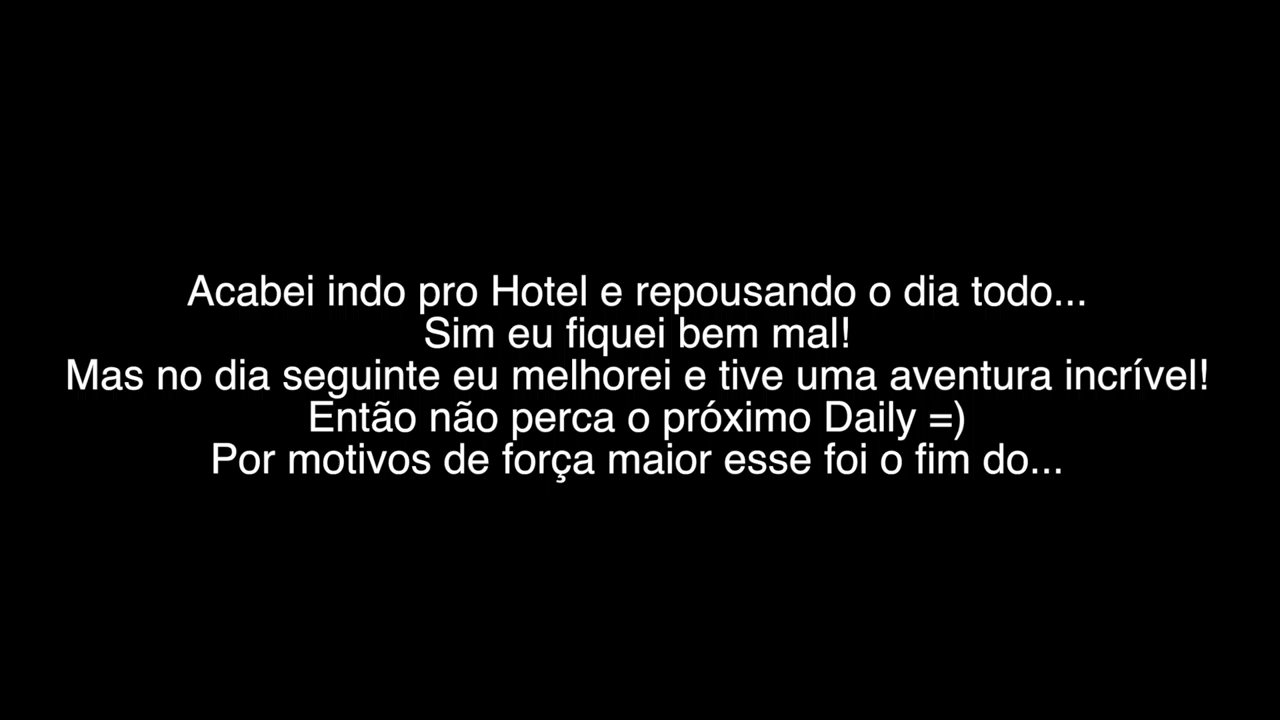 Acabei indo pro Hotel e repousando o dia todo...
Sim eu fiquei bem mal!
Mas no dia seguinte eu melhorei e tive uma aventura incrível!
Então não perca o próximo Daily =)
Por motivos de força maior esse foi o fim do...